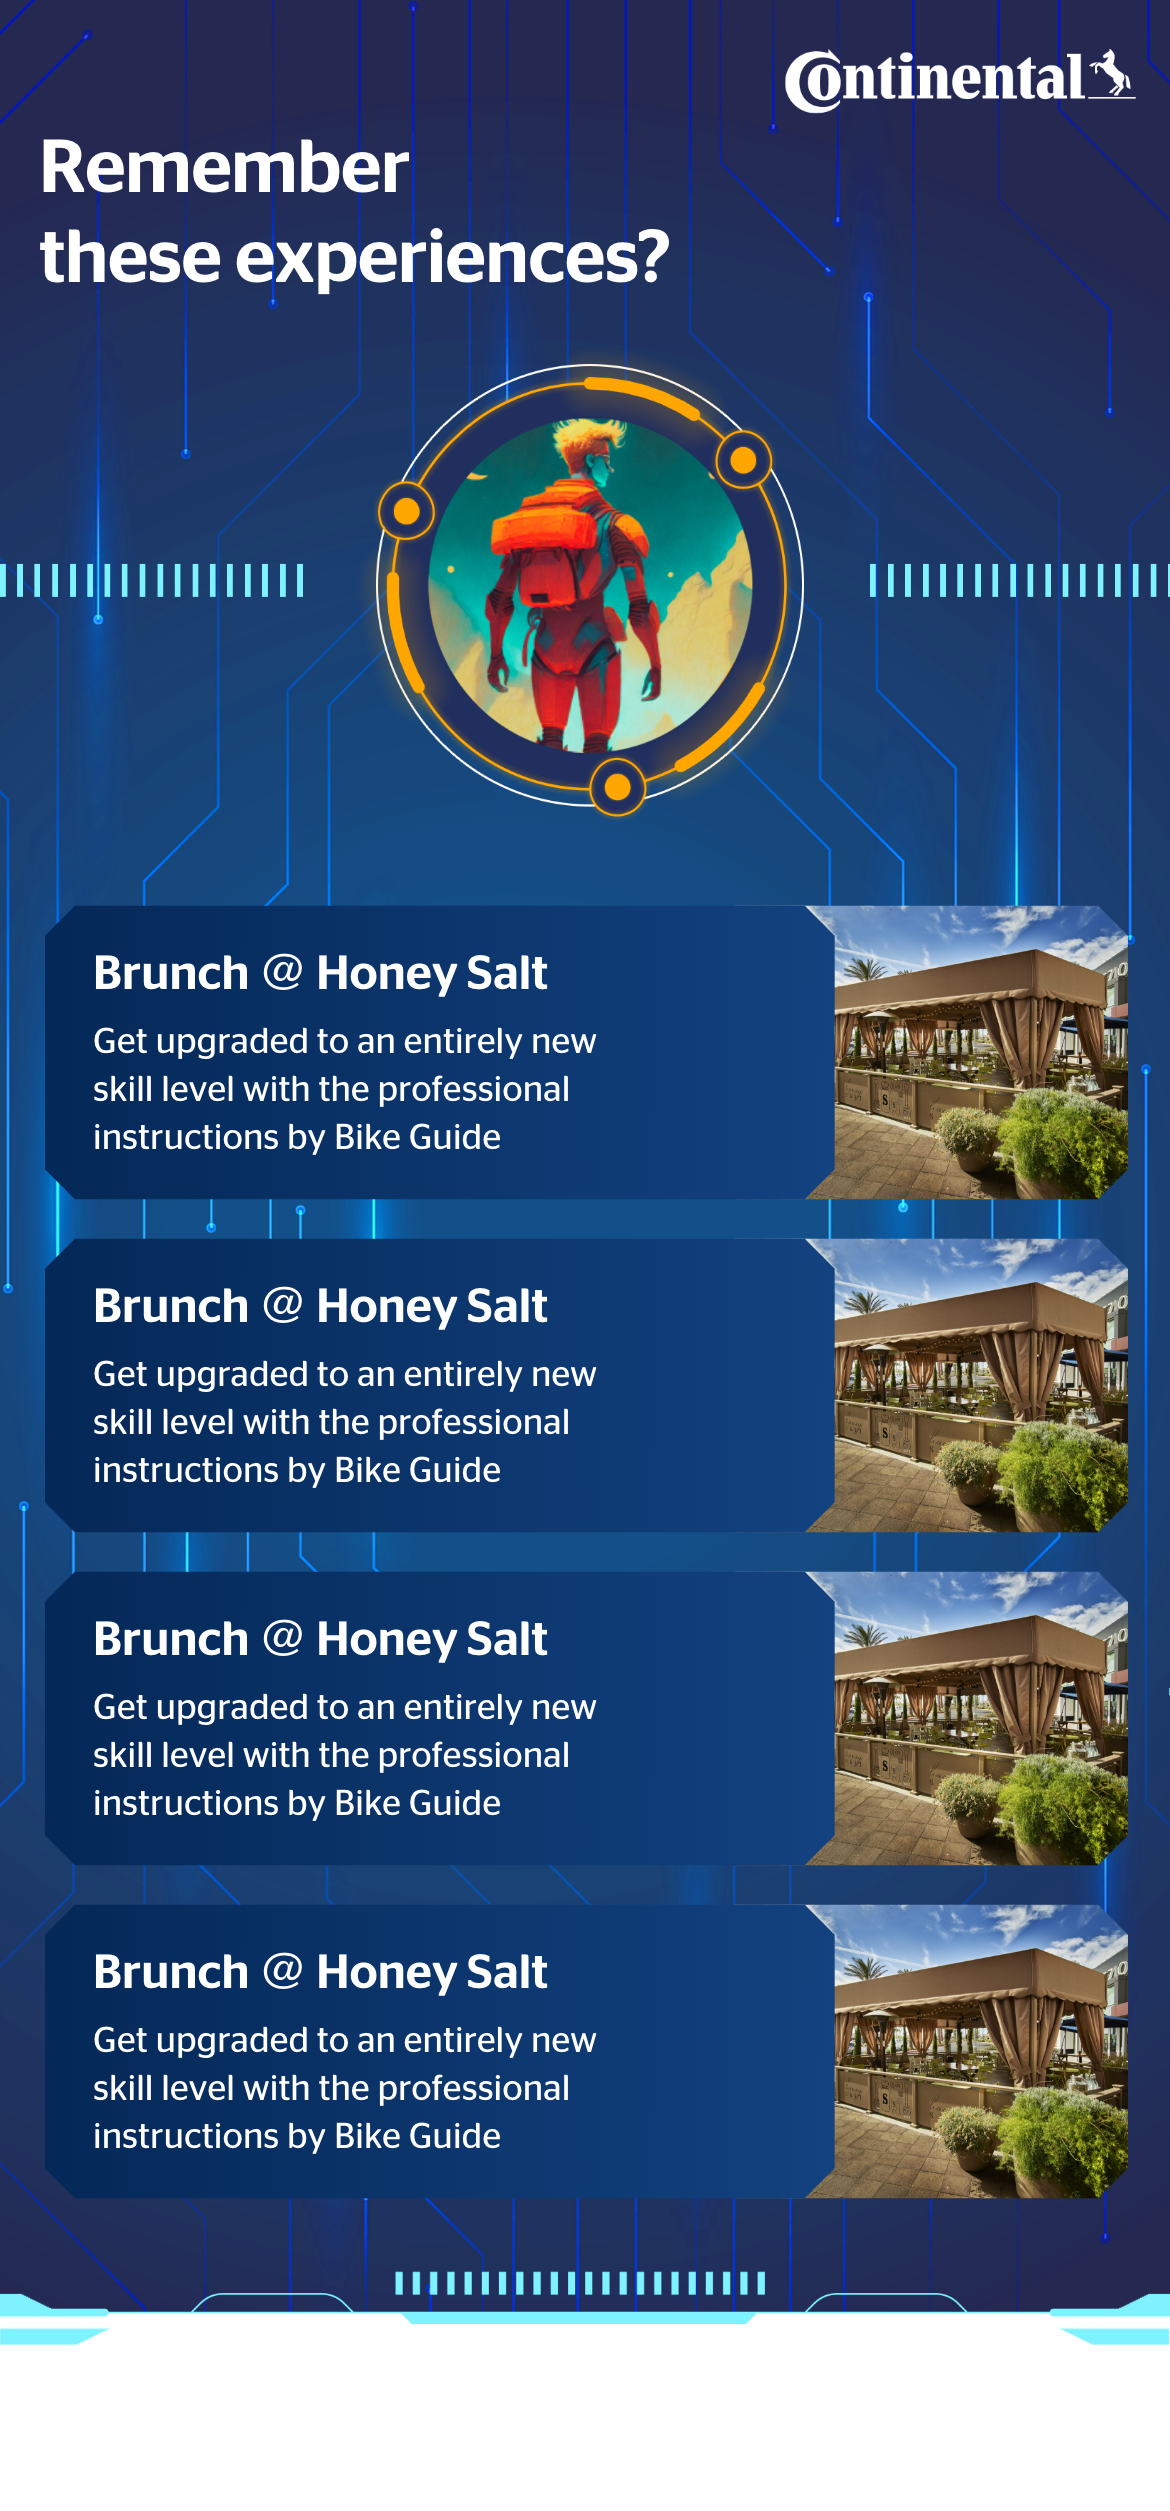 Continental
Remember
these experiences?
Brunch @ Honey Salt
Get upgraded to an entirely new
skill level with the professional
instructions by Bike Guide
Brunch @ Honey Salt
Get upgraded to an entirely new
skill level with the professional
instructions by Bike Guide
Brunch @ Honey Salt
Get upgraded to an entirely new
skill level with the professional
instructions by Bike Guide
Brunch @ Honey Salt
Get upgraded to an entirely new
skill level with the professional
instructions by Bike Guide